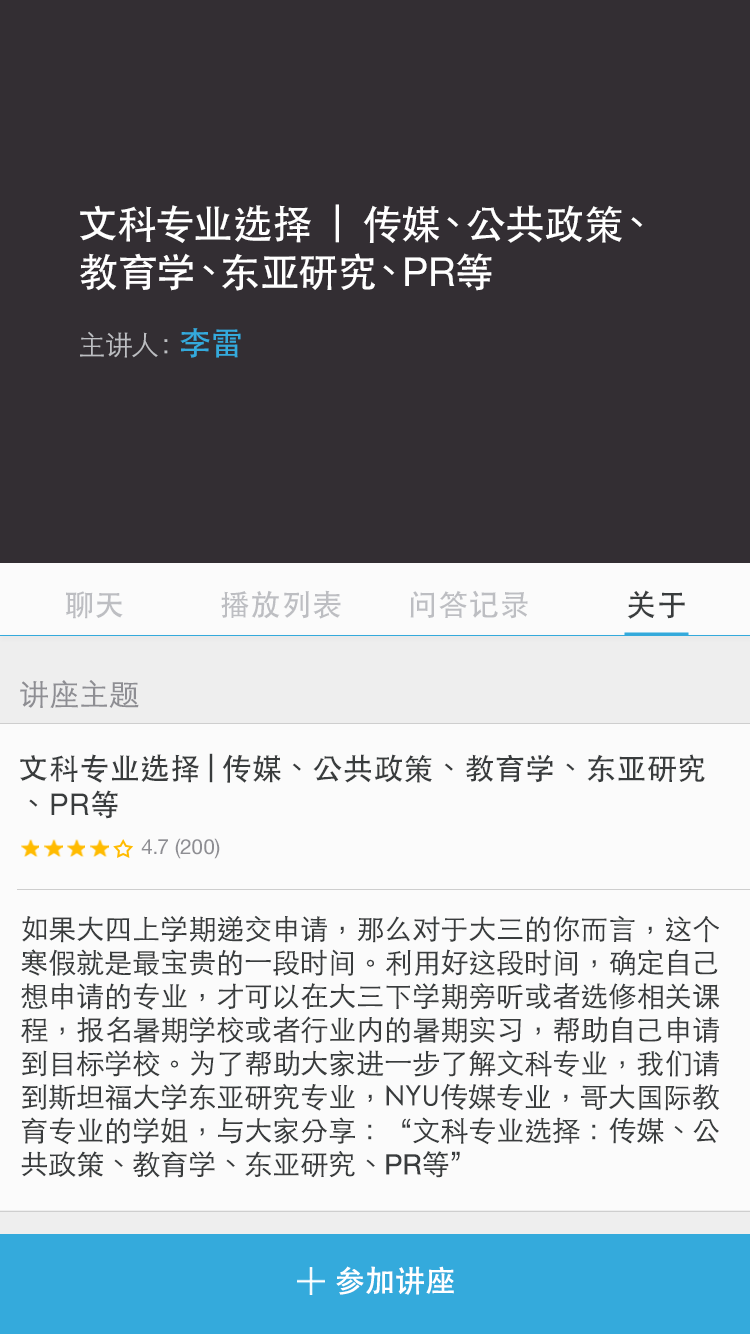 文科专业选择 | 传媒、公共政策、
教育学、东亚研究、PR等
主讲人: 李雷
聊天 播放列表 问答记录 关于
讲座主题
文科专业选择|传媒、公共政策、教育学、东亚研究
、PR等
4.7 (200)
如果大四上学期递交申请，那么对于大三的你而言，这个
寒假就是最宝贵的一段时间。利用好这段时间，确定自己
想申请的专业，才可以在大三下学期旁听或者选修相关课
程，报名暑期学校或者行业内的暑期实习，帮助自己申请
到目标学校。为了帮助大家进一步了解文科专业，我们请
到斯坦福大学东亚研究专业，NYU传媒专业，哥大国际教
育专业的学姐，与大家分享：“文科专业选择：传媒、公
共政策、教育学、东亚研究、PR等”
参加讲座